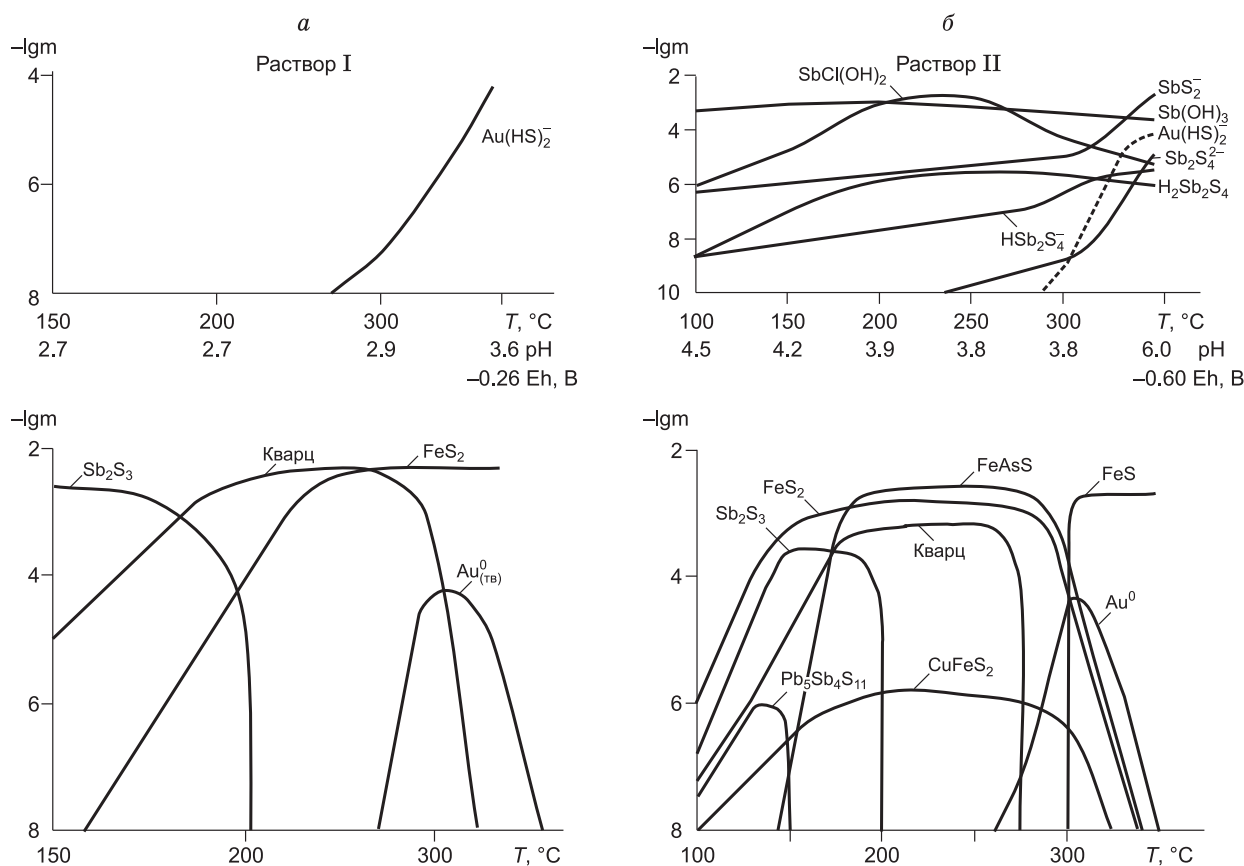 а
Раствор I
–lgm
4
6
8
Au(HS)₂⁻
150 200 300 T, °C
2.7 2.7 2.9 3.6 pH
–0.26 Eh, В
б
Раствор II
–lgm
2
4
6
8
10
SbCl(OH)₂
SbS₂⁻
Sb(OH)₃
Au(HS)₂⁻
Sb₂S₄²⁻
H₂Sb₂S₄
HSb₂S₄⁻
100 150 200 250 300 T, °C
4.5 4.2 3.9 3.8 3.8 6.0 pH
–0.60 Eh, В
–lgm
2
4
6
8
Sb₂S₃
Кварц
FeS₂
Au⁰(тв)
150 200 300 T, °C
–lgm
2
4
6
8
FeAsS
FeS₂
FeS
Sb₂S₃
Кварц
Au⁰
CuFeS₂
Pb₅Sb₄S₁₁
100 150 200 250 300 T, °C